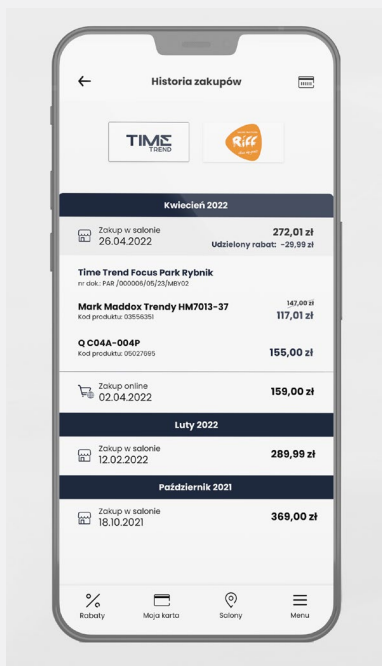 Historia zakupów
TIME
TREND
Riff
Kwiecień 2022
Zakup w salonie
272,01 zł
26.04.2022
Udzielony rabat: -29,99 zł
Time Trend Focus Park Rybnik
nr dok.: PAR /000006/05/23/MBY02
147,00 zł
Mark Maddox Trendy HM7013-37
117,01 zł
Kod produktu: 03556351
Q C04A-004P
155,00 zł
Kod produktu: 05027695
Zakup online
159,00 zł
02.04.2022
Luty 2022
Zakup w salonie
289,99 zł
12.02.2022
Październik 2021
Zakup w salonie
369,00 zł
18.10.2021
Rabaty
Moja karta
Salony
Menu